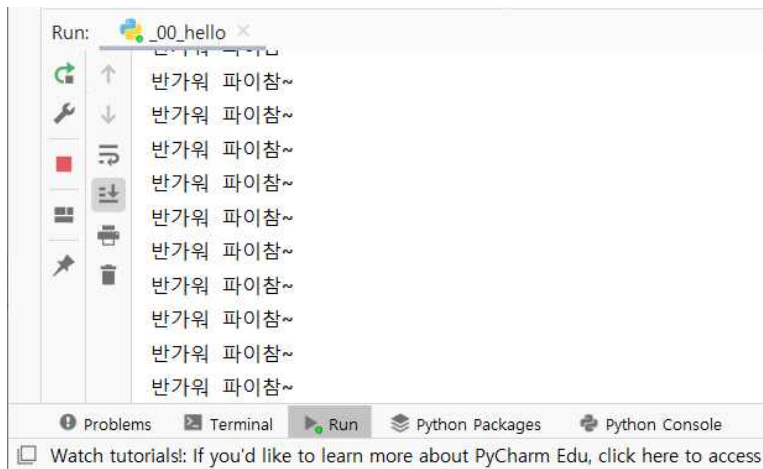 Run: _00_hello
반가워 파이참~
반가워 파이참~
반가워 파이참~
반가워 파이참~
반가워 파이참~
반가워 파이참~
반가워 파이참~
반가워 파이참~
반가워 파이참~
반가워 파이참~
Problems Terminal Run Python Packages Python Console
Watch tutorials!: If you'd like to learn more about PyCharm Edu, click here to access